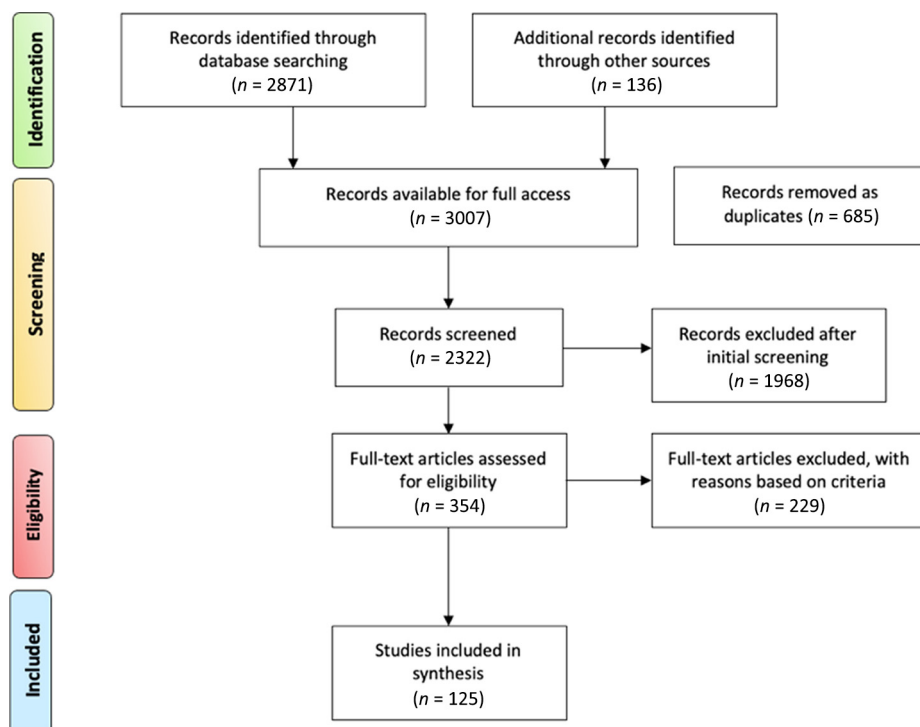 Identification
Records identified through
database searching
(n = 2871)
Additional records identified
through other sources
(n = 136)
Screening
Records available for full access
(n = 3007)
Records removed as
duplicates (n = 685)
Records screened
(n = 2322)
Records excluded after
initial screening
(n = 1968)
Eligibility
Full-text articles assessed
for eligibility
(n = 354)
Full-text articles excluded, with
reasons based on criteria
(n = 229)
Included
Studies included in
synthesis
(n = 125)